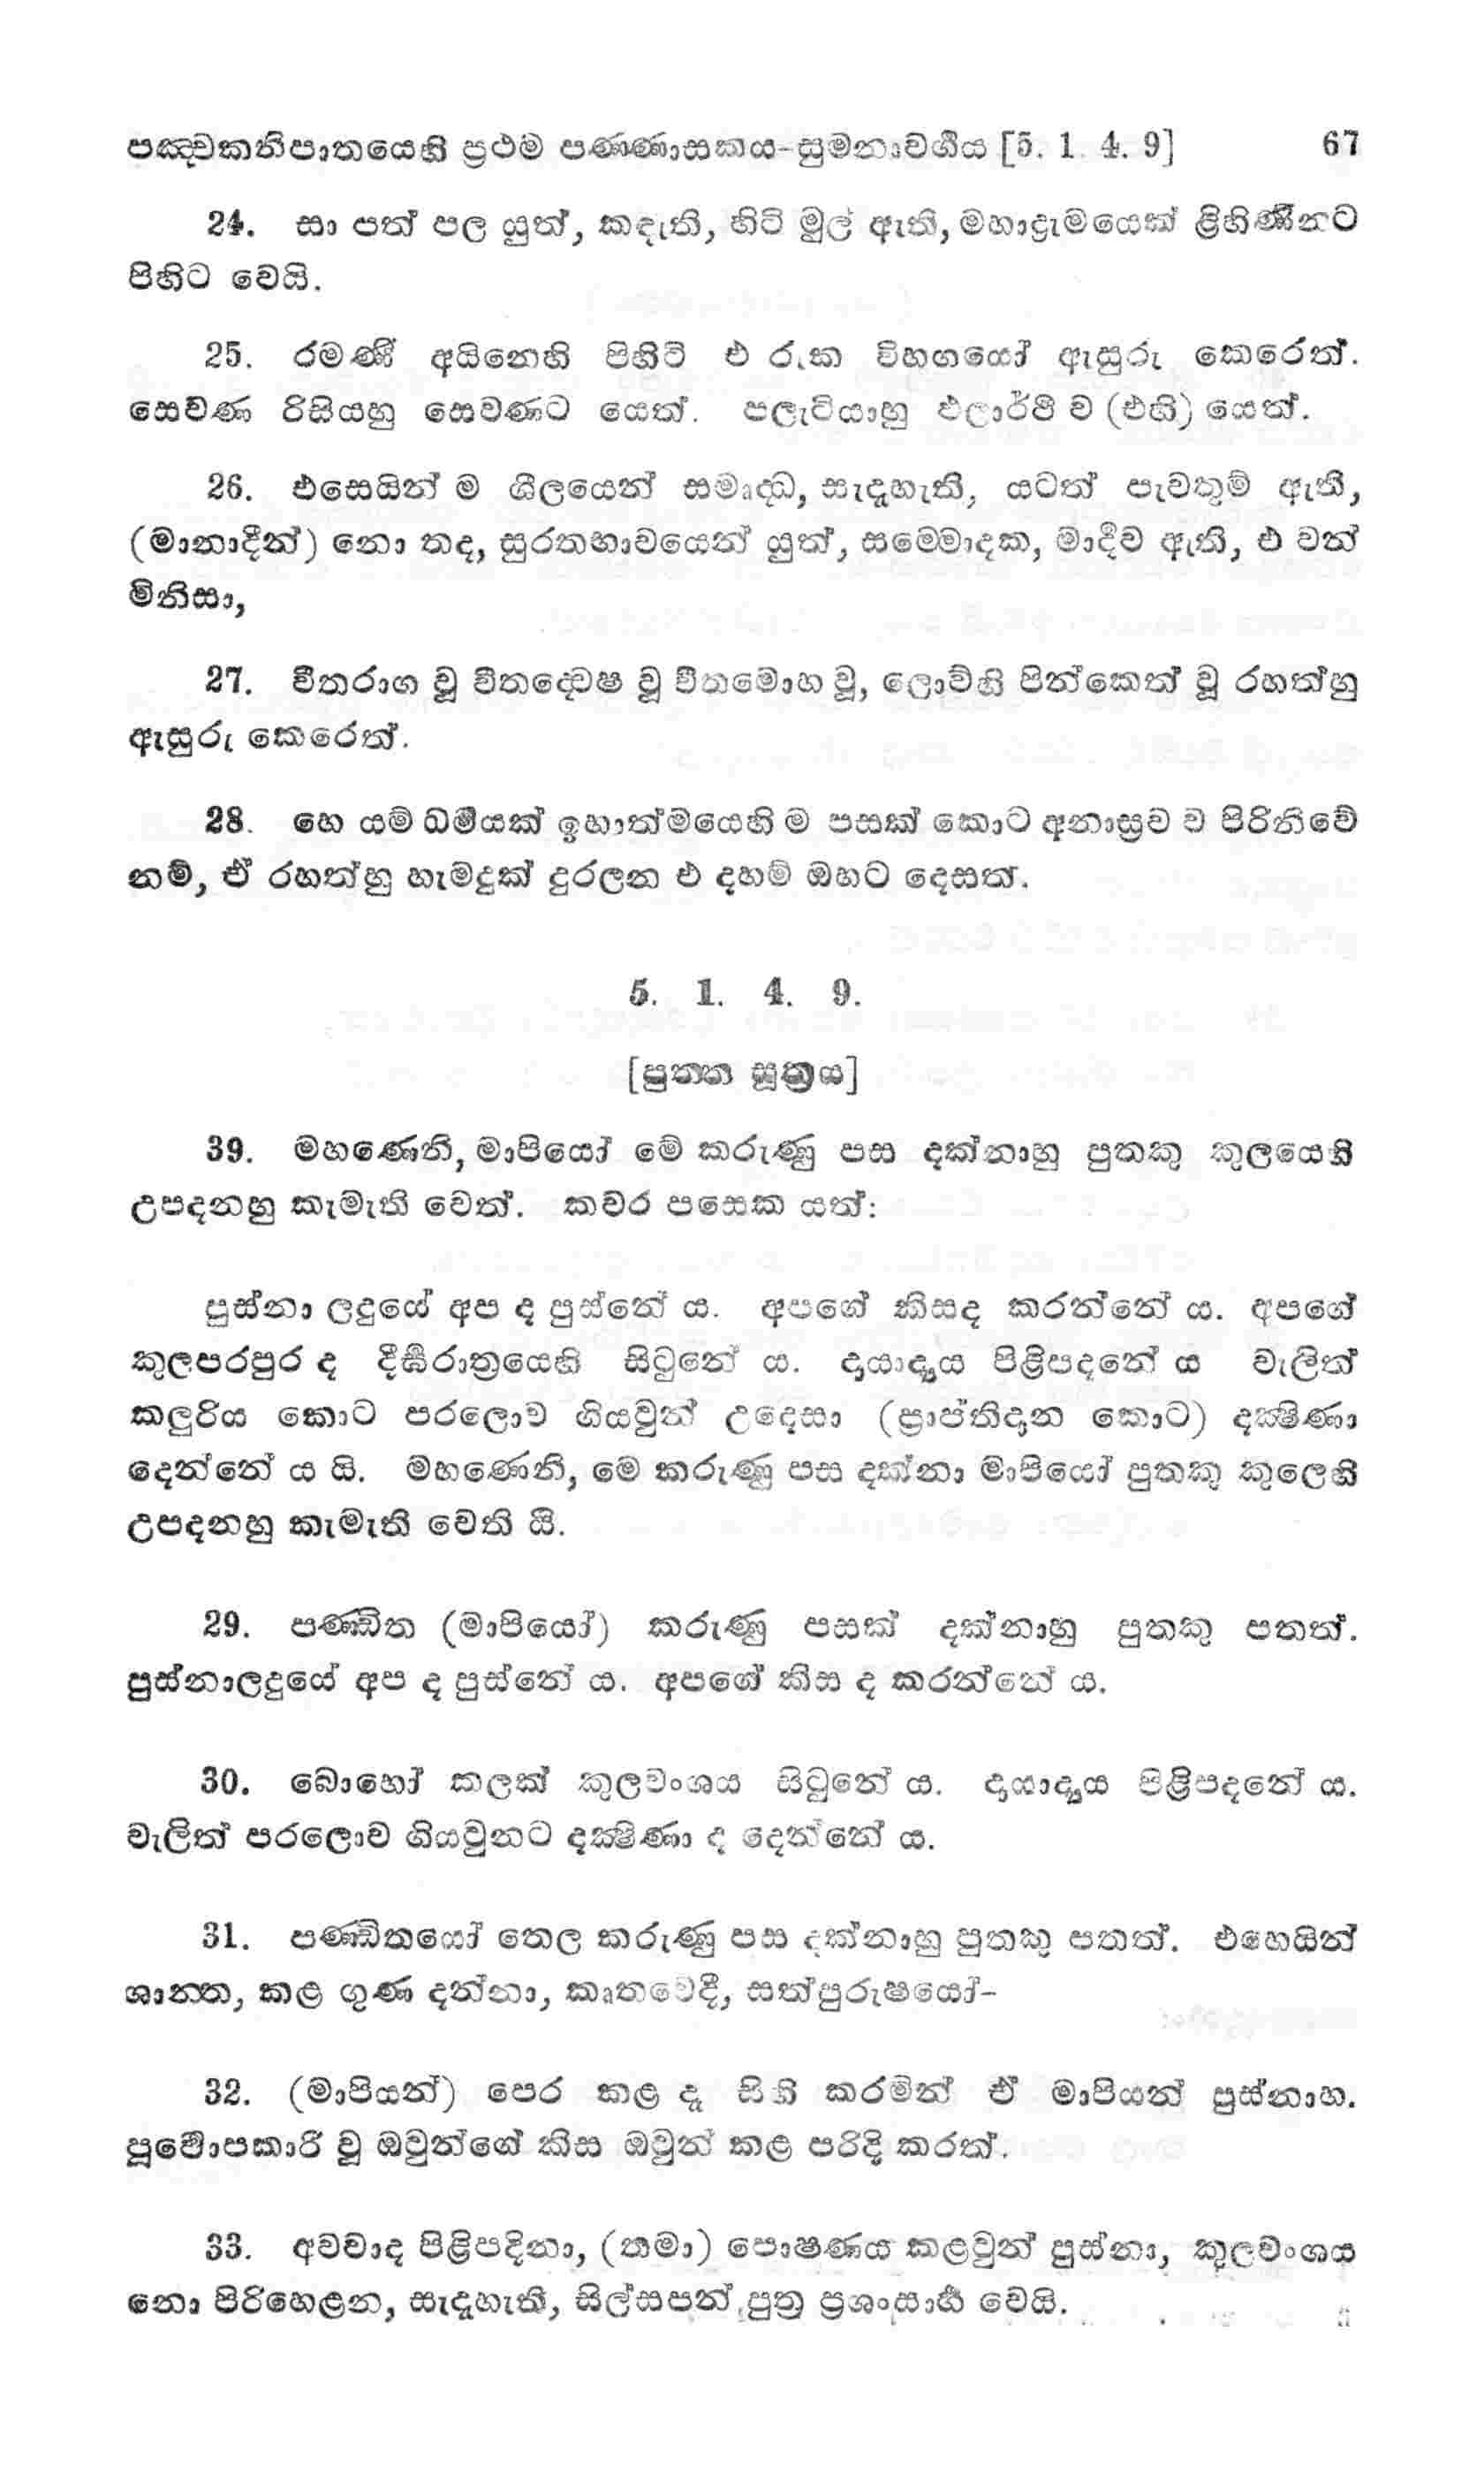 පඤ්චකනිපාතයෙහි ප්‍රථම පණ්ණාසකය-සුමනාවර්ගය [5. 1. 4. 9] 67
24. සා පත් පල යුත්, කඳැති, හිටි මුල් ඇති, මහාද්‍රැමයෙක් ළිහිණීනට
පිහිට වෙයි.
25. රමණී අයිනෙහි පිහිටි එ රුක විහගයෝ ඇසුරු කෙරෙත්.
සෙවණ රිසියහු සෙවණට යෙත්. පලැටියාහු ඵලාර්ථී ව (එහි) යෙත්.
26. එසෙයින් ම ශීලයෙන් සමෘද්ධ, සැදැහැති, යටත් පැවතුම් ඇති,
(මානාදීන්) නො තද, සුරතභාවයෙන් යුත්, සම්මොදක, මාර්දව ඇති, එ වන්
මිනිසා,
27. වීතරාග වූ වීතද්වෙෂ වූ වීතමොහ වූ, ලොව්හි පින්කෙත් වූ රහත්හු
ඇසුරු කෙරෙත්.
28. හෙ යම් ධර්මයක් ඉහාත්මයෙහි ම පසක් කොට අනාස්‍රව ව පිරිනිවේ
නම්, ඒ රහත්හු හැමදුක් දුරලන එ දහම් ඔහට දෙසත්.
5. 1. 4. 9.
[පුත්ත සූත්‍රය]
39. මහණෙනි, මාපියෝ මේ කරුණු පස දක්නාහු පුතකු කුලයෙහි
උපදනහු කැමැති වෙත්. කවර පසෙක යත්:
පුස්නා ලදුයේ අප ද පුස්නේ ය. අපගේ කිසද කරන්නේ ය. අපගේ
කුලපරපුර ද දීර්ඝරාත්‍රයෙහි සිටුනේ ය. දායාද්‍යය පිළිපදනේ ය වැලිත්
කලුරිය කොට පරලොව ගියවුන් උදෙසා (ප්‍රාප්තිදාන කොට) දක්ෂිණා
දෙන්නේ ය යි. මහණෙනි, මෙ කරුණු පස දක්නා මාපියෝ පුතකු කුලෙහි
උපදනහු කැමැති වෙති යි.
29. පණ්ඩිත (මාපියෝ) කරුණු පසක් දක්නාහු පුතකු පතත්.
පුස්නාලදුයේ අප ද පුස්නේ ය. අපගේ කිස ද කරන්නේ ය.
30. බොහෝ කලක් කුලවංශය සිටුනේ ය. දායාද්‍යය පිළිපදනේ ය.
වැලිත් පරලොව ගියවුනට දක්ෂිණා ද දෙන්නේ ය.
31. පණ්ඩිතයෝ තෙල කරුණු පස දක්නාහු පුතකු පතත්. එහෙයින්
ශාන්ත, කළ ගුණ දන්නා, කෘතවෙදී, සත්පුරුෂයෝ-
32. (මාපියන්) පෙර කළ දෑ සිහි කරමින් ඒ මාපියන් පුස්නාහ.
පූර්වොපකාරී වූ ඔවුන්ගේ කිස ඔවුන් කළ පරිදි කරත්.
33. අවවාද පිළිපදිනා, (තමා) පොෂණය කළවුන් පුස්නා, කුලවංශය
නො පිරිහෙළන, සැදැහැති, සිල්සපන් පුත්‍ර ප්‍රශංසාර්හ වෙයි.